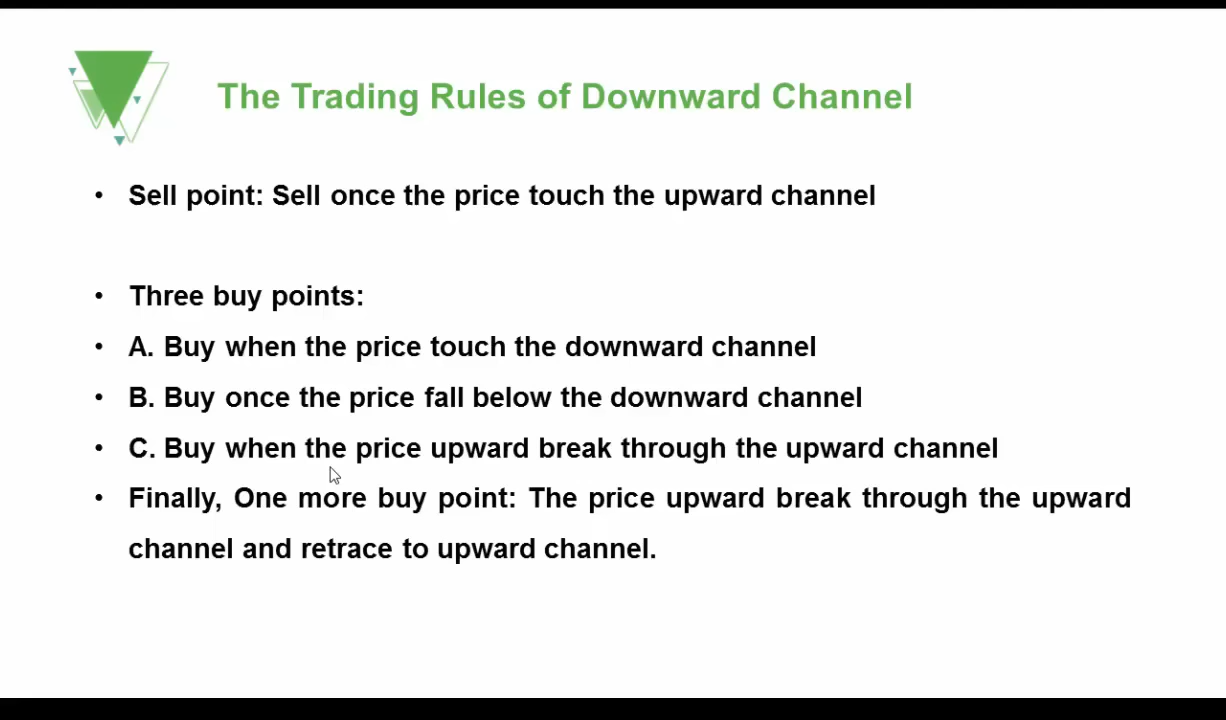 The Trading Rules of Downward Channel
• Sell point: Sell once the price touch the upward channel
• Three buy points:
• A. Buy when the price touch the downward channel
• B. Buy once the price fall below the downward channel
• C. Buy when the price upward break through the upward channel
• Finally, One more buy point: The price upward break through the upward
channel and retrace to upward channel.